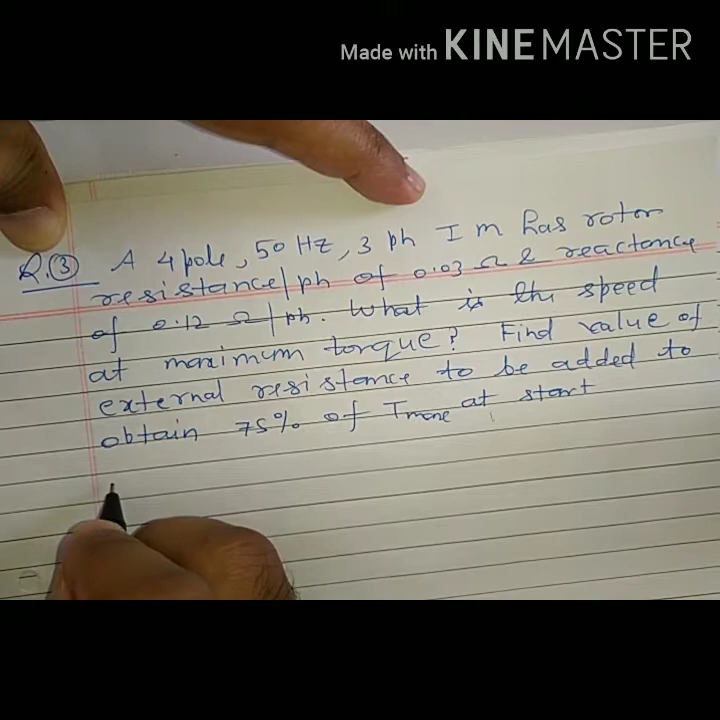 Made with KINEMASTER
Q.③ A 4 pole, 50 Hz, 3 ph I m has rotor
resistance/ph of 0.03 Ω & reactance
of 0.12 Ω/ph. What is the speed
at maximum torque? Find value of
external resistance to be added to
obtain 75% of Tmax at start